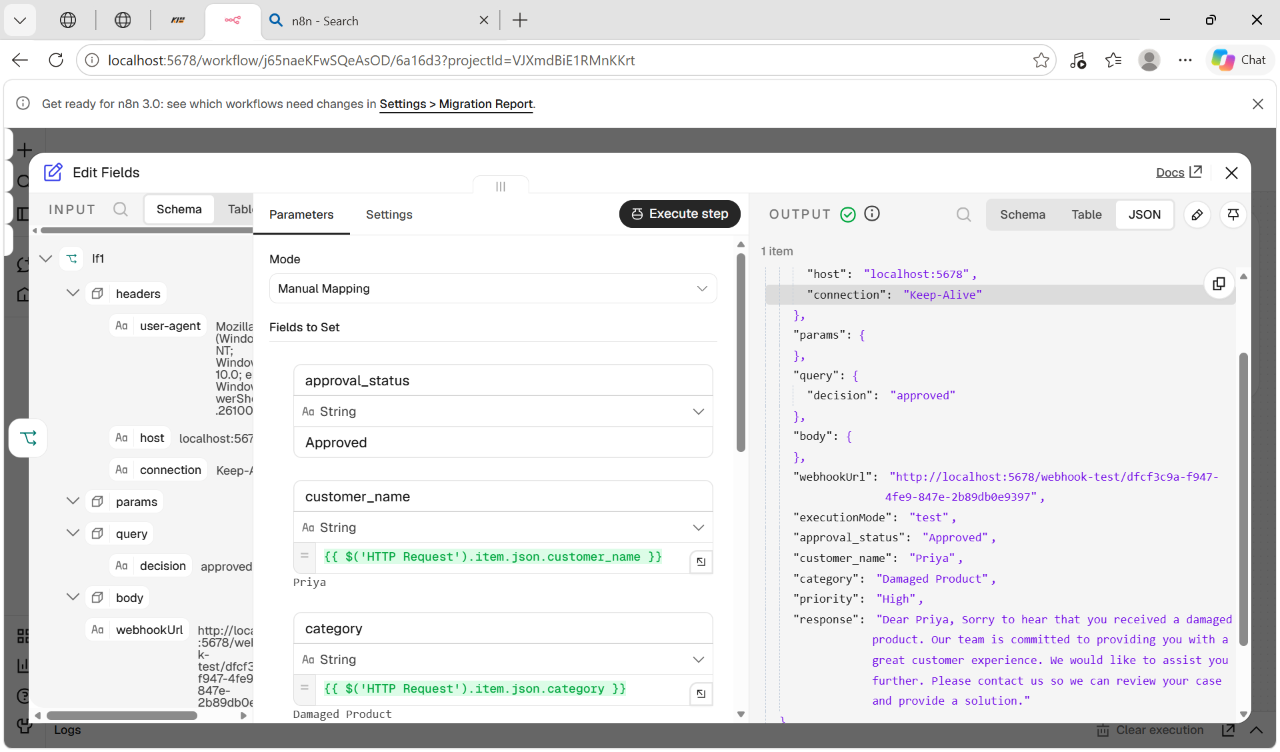 n8n - Search
localhost:5678/workflow/j65naeKFwSQeAsOD/6a16d3?projectId=VJXmdBiE1RMnKKrt
Chat
Get ready for n8n 3.0: see which workflows need changes in Settings > Migration Report.
Edit Fields
Docs
INPUT
Schema
Table
Parameters
Settings
Execute step
OUTPUT
Schema
Table
JSON
If1
headers
user-agent
Mozilla
(Windo
NT;
Window
10.0; e
Window
werShe
.26100
host
localhost:567
connection
Keep-A
params
query
decision
approved
body
webhookUrl
http://loca
:5678/web
k-
test/dfcf3
f947-4fe9
847e-
2b89db0e
Mode
Manual Mapping
Fields to Set
approval_status
Aa String
Approved
customer_name
Aa String
= {{ $('HTTP Request').item.json.customer_name }}
Priya
category
Aa String
= {{ $('HTTP Request').item.json.category }}
Damaged Product
1 item
"host": "localhost:5678",
"connection": "Keep-Alive"
},
"params": {
},
"query": {
"decision": "approved"
},
"body": {
},
"webhookUrl": "http://localhost:5678/webhook-test/dfcf3c9a-f947-
4fe9-847e-2b89db0e9397",
"executionMode": "test",
"approval_status": "Approved",
"customer_name": "Priya",
"category": "Damaged Product",
"priority": "High",
"response": "Dear Priya, Sorry to hear that you received a damaged
product. Our team is committed to providing you with a
great customer experience. We would like to assist you
further. Please contact us so we can review your case
and provide a solution."
}
Logs
Clear execution